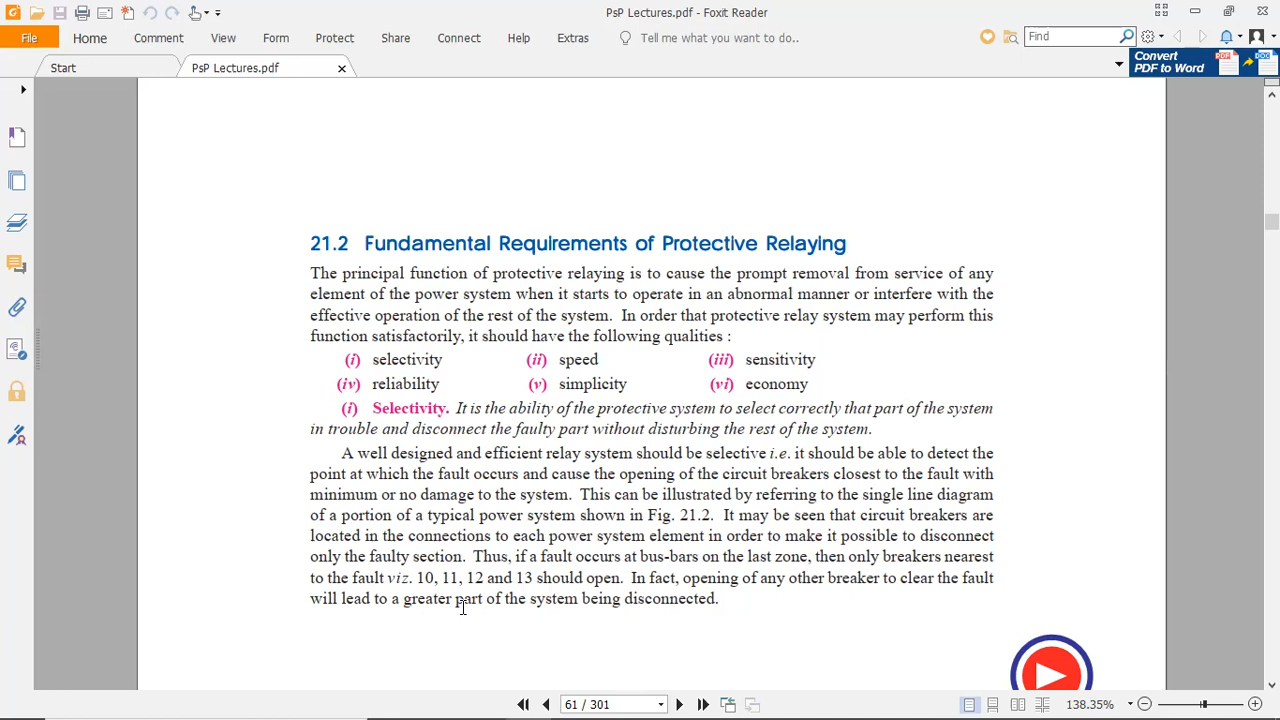 PsP Lectures.pdf - Foxit Reader
File Home Comment View Form Protect Share Connect Help Extras Tell me what you want to do.. Find
Start PsP Lectures.pdf
Convert
PDF to Word
21.2 Fundamental Requirements of Protective Relaying
The principal function of protective relaying is to cause the prompt removal from service of any
element of the power system when it starts to operate in an abnormal manner or interfere with the
effective operation of the rest of the system. In order that protective relay system may perform this
function satisfactorily, it should have the following qualities :
(i) selectivity (ii) speed (iii) sensitivity
(iv) reliability (v) simplicity (vi) economy
(i) Selectivity. It is the ability of the protective system to select correctly that part of the system
in trouble and disconnect the faulty part without disturbing the rest of the system.
A well designed and efficient relay system should be selective i.e. it should be able to detect the
point at which the fault occurs and cause the opening of the circuit breakers closest to the fault with
minimum or no damage to the system. This can be illustrated by referring to the single line diagram
of a portion of a typical power system shown in Fig. 21.2. It may be seen that circuit breakers are
located in the connections to each power system element in order to make it possible to disconnect
only the faulty section. Thus, if a fault occurs at bus-bars on the last zone, then only breakers nearest
to the fault viz. 10, 11, 12 and 13 should open. In fact, opening of any other breaker to clear the fault
will lead to a greater part of the system being disconnected.
61 / 301 138.35%